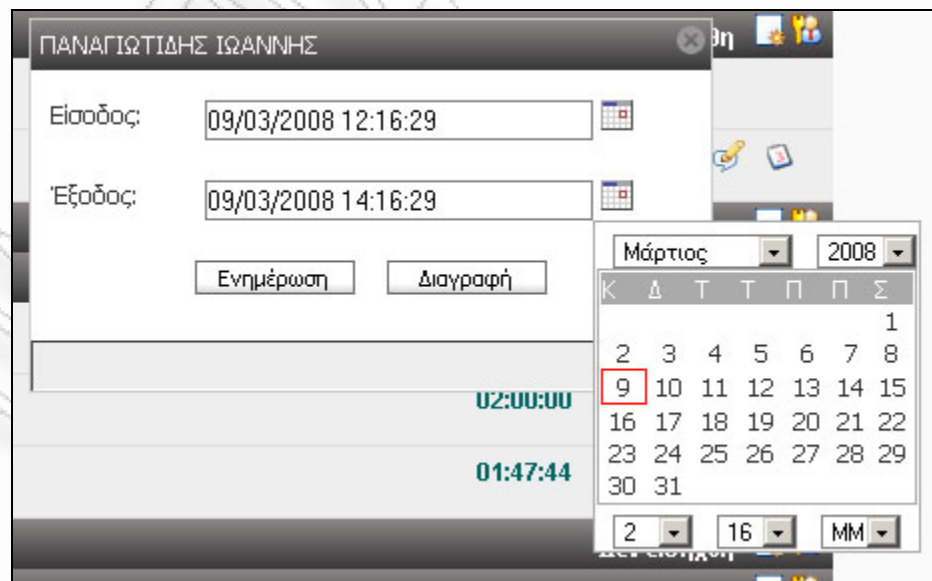 ΠΑΝΑΓΙΩΤΙΔΗΣ ΙΩΑΝΝΗΣ
Είσοδος: 09/03/2008 12:16:29
Έξοδος: 09/03/2008 14:16:29
Ενημέρωση Διαγραφή
Μάρτιος 2008
Κ Δ Τ Τ Π Π Σ
1
2 3 4 5 6 7 8
9 10 11 12 13 14 15
16 17 18 19 20 21 22
23 24 25 26 27 28 29
30 31
2 16 ΜΜ
02:00:00
01:47:44